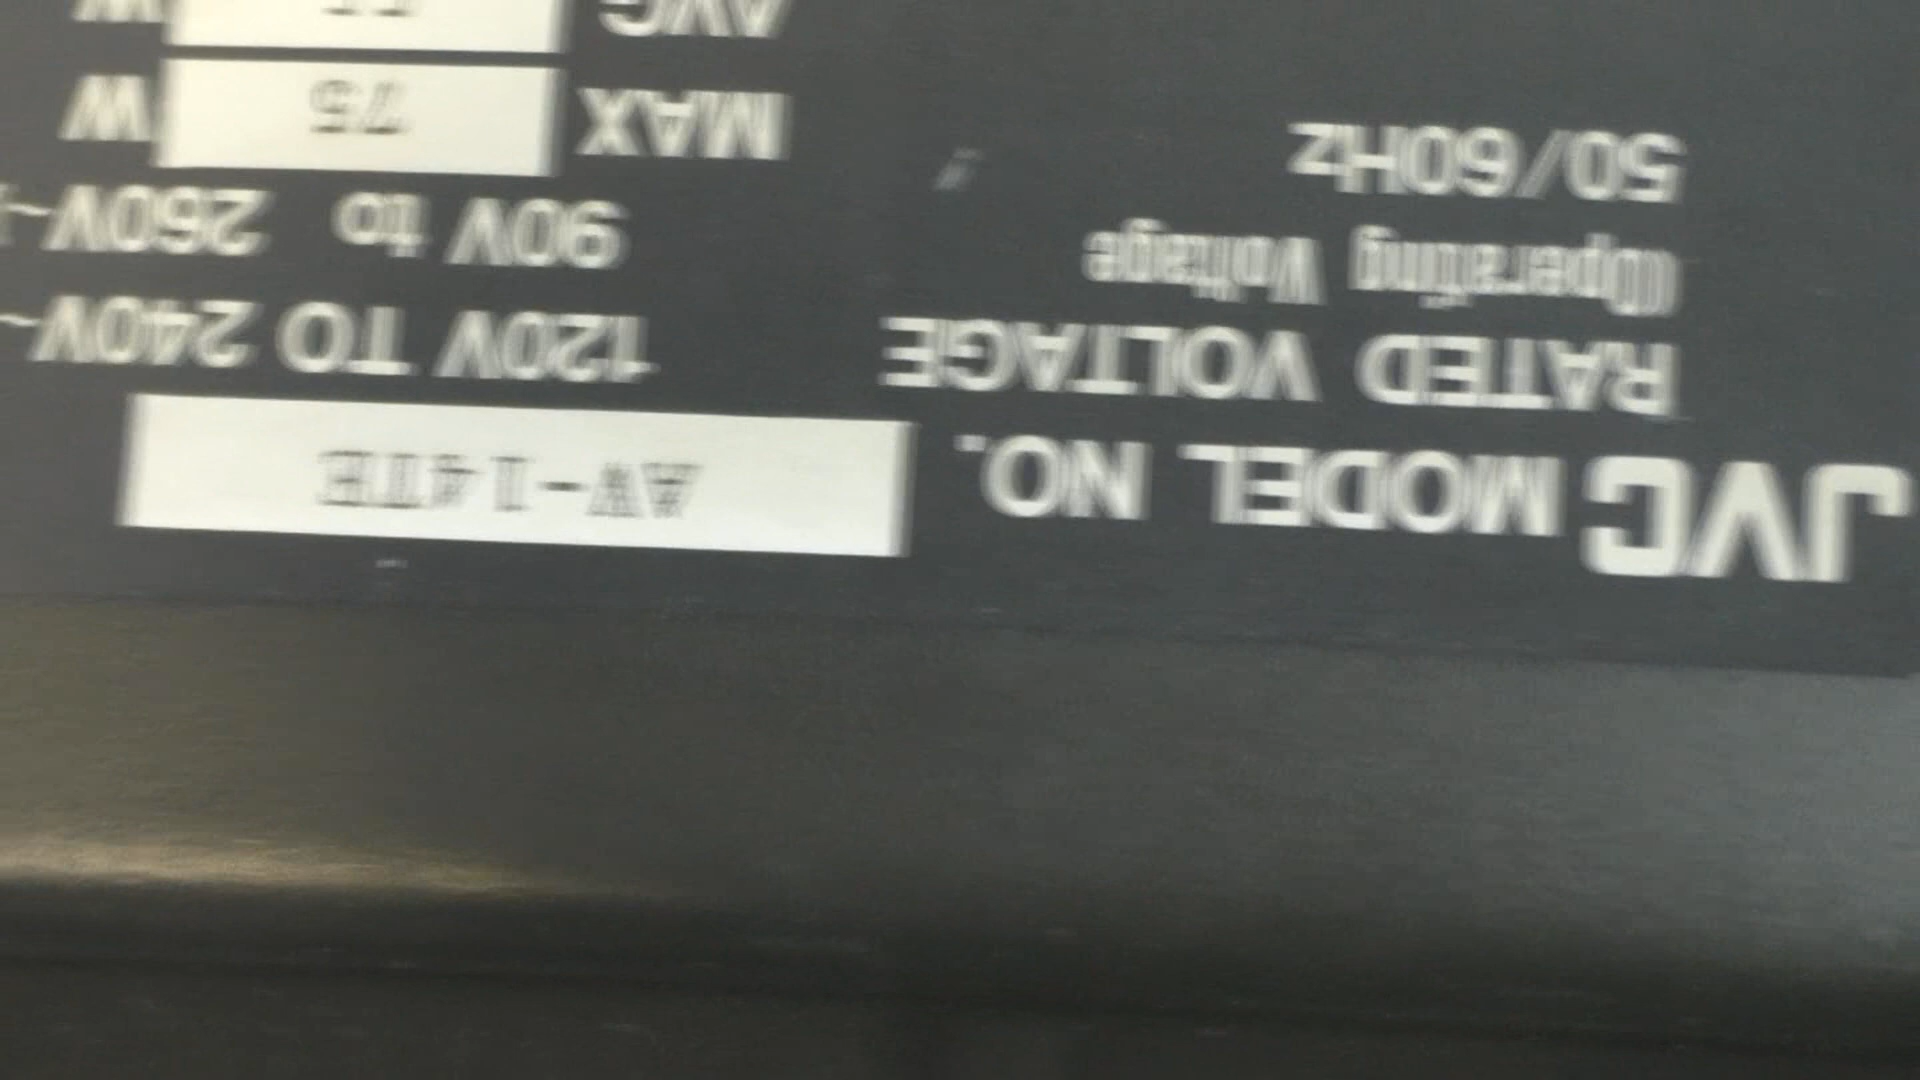 JVC MODEL NO. AV-14TE
RATED VOLTAGE 120V TO 240V~
(Operating Voltage 90V to 260V~
50/60Hz MAX 75 W
AVG W